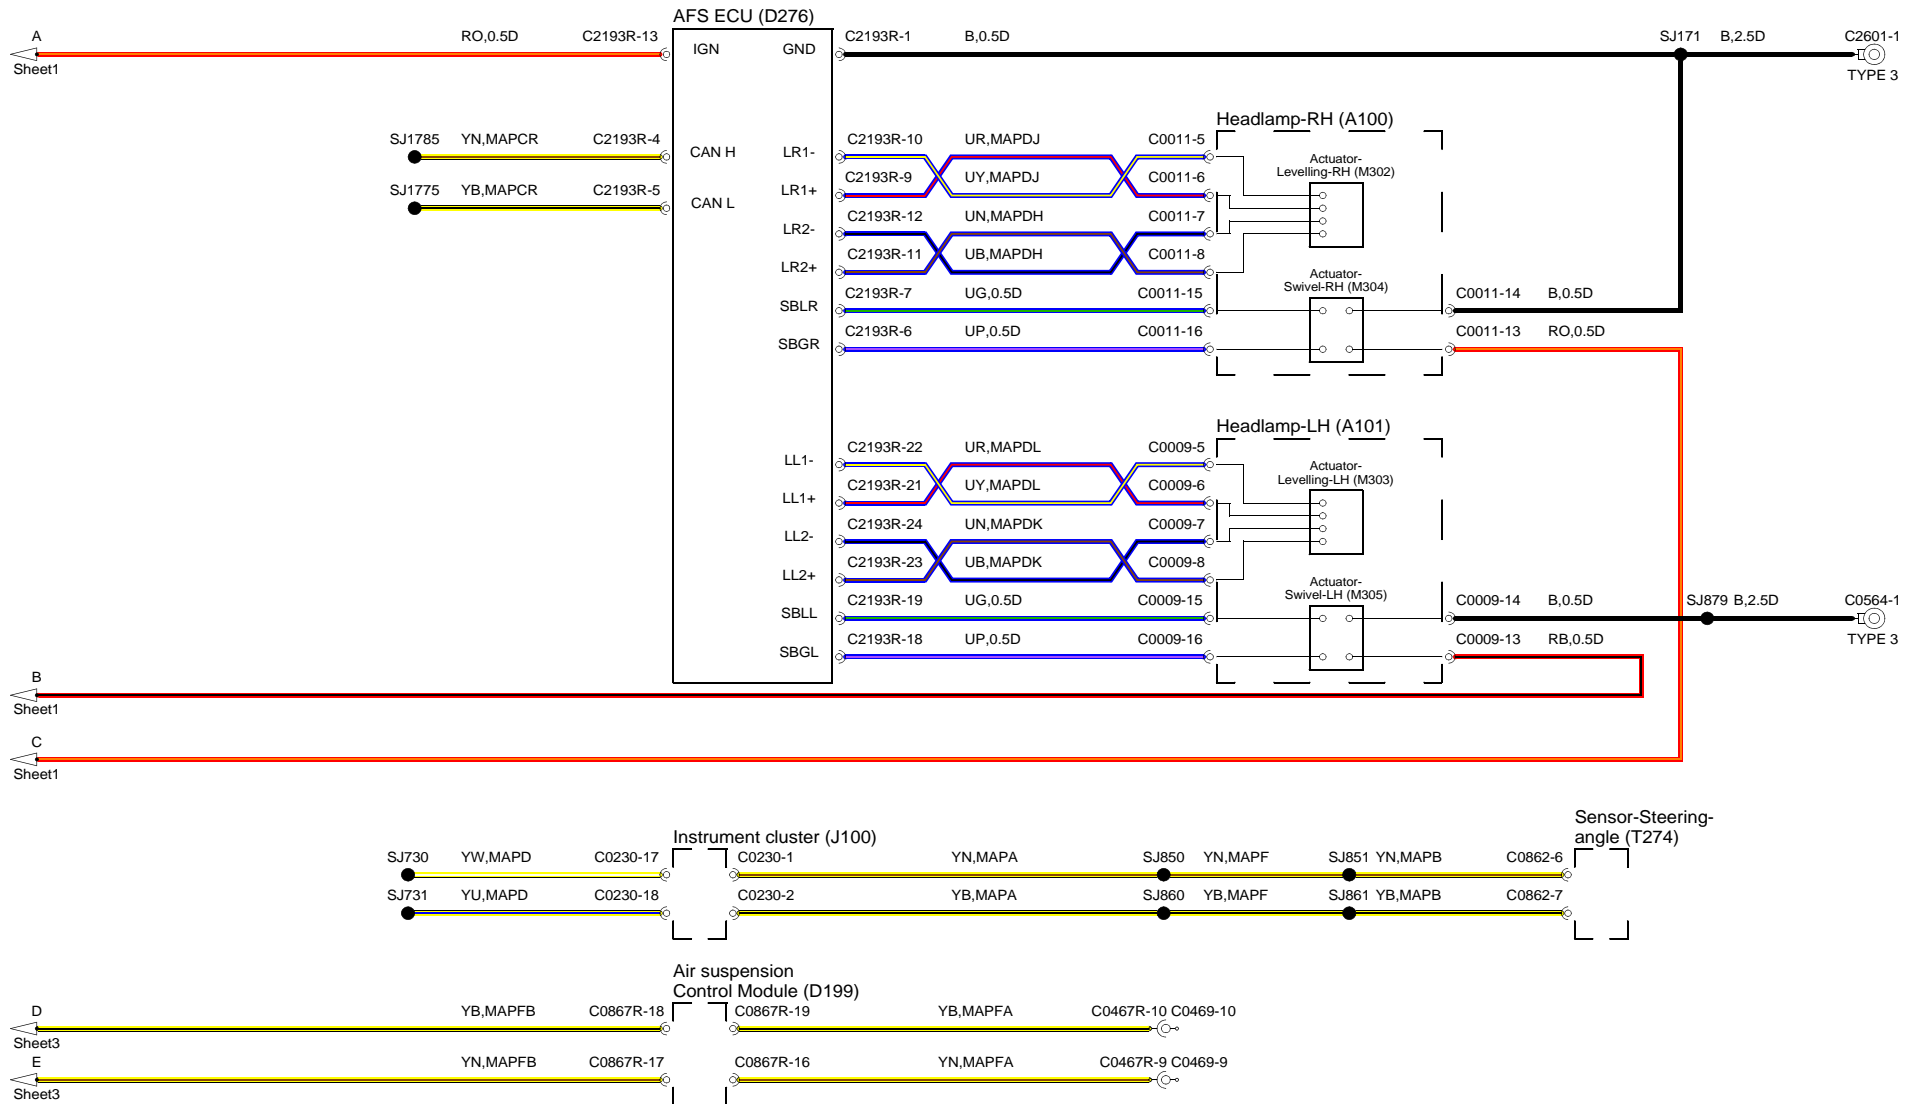 AFS ECU (D276)
A
RO,0.5D
C2193R-13
IGN
GND
C2193R-1
B,0.5D
SJ171
B,2.5D
C2601-1
Sheet1
TYPE 3
Headlamp-RH (A100)
SJ1785
YN,MAPCR
C2193R-4
CAN H
LR1-
C2193R-10
UR,MAPDJ
C0011-5
Actuator-
Levelling-RH (M302)
SJ1775
YB,MAPCR
C2193R-5
CAN L
LR1+
C2193R-9
UY,MAPDJ
C0011-6
LR2-
C2193R-12
UN,MAPDH
C0011-7
LR2+
C2193R-11
UB,MAPDH
C0011-8
Actuator-
Swivel-RH (M304)
SBLR
C2193R-7
UG,0.5D
C0011-15
C0011-14
B,0.5D
SBGR
C2193R-6
UP,0.5D
C0011-16
C0011-13
RO,0.5D
Headlamp-LH (A101)
LL1-
C2193R-22
UR,MAPDL
C0009-5
Actuator-
Levelling-LH (M303)
LL1+
C2193R-21
UY,MAPDL
C0009-6
LL2-
C2193R-24
UN,MAPDK
C0009-7
LL2+
C2193R-23
UB,MAPDK
C0009-8
Actuator-
Swivel-LH (M305)
SBLL
C2193R-19
UG,0.5D
C0009-15
C0009-14
B,0.5D
SJ879
B,2.5D
C0564-1
TYPE 3
SBGL
C2193R-18
UP,0.5D
C0009-16
C0009-13
RB,0.5D
B
Sheet1
C
Sheet1
Instrument cluster (J100)
Sensor-Steering-
angle (T274)
SJ730
YW,MAPD
C0230-17
C0230-1
YN,MAPA
SJ850
YN,MAPF
SJ851
YN,MAPB
C0862-6
SJ731
YU,MAPD
C0230-18
C0230-2
YB,MAPA
SJ860
YB,MAPF
SJ861
YB,MAPB
C0862-7
Air suspension
Control Module (D199)
D
YB,MAPFB
C0867R-18
C0867R-19
YB,MAPFA
C0467R-10
C0469-10
Sheet3
E
YN,MAPFB
C0867R-17
C0867R-16
YN,MAPFA
C0467R-9
C0469-9
Sheet3